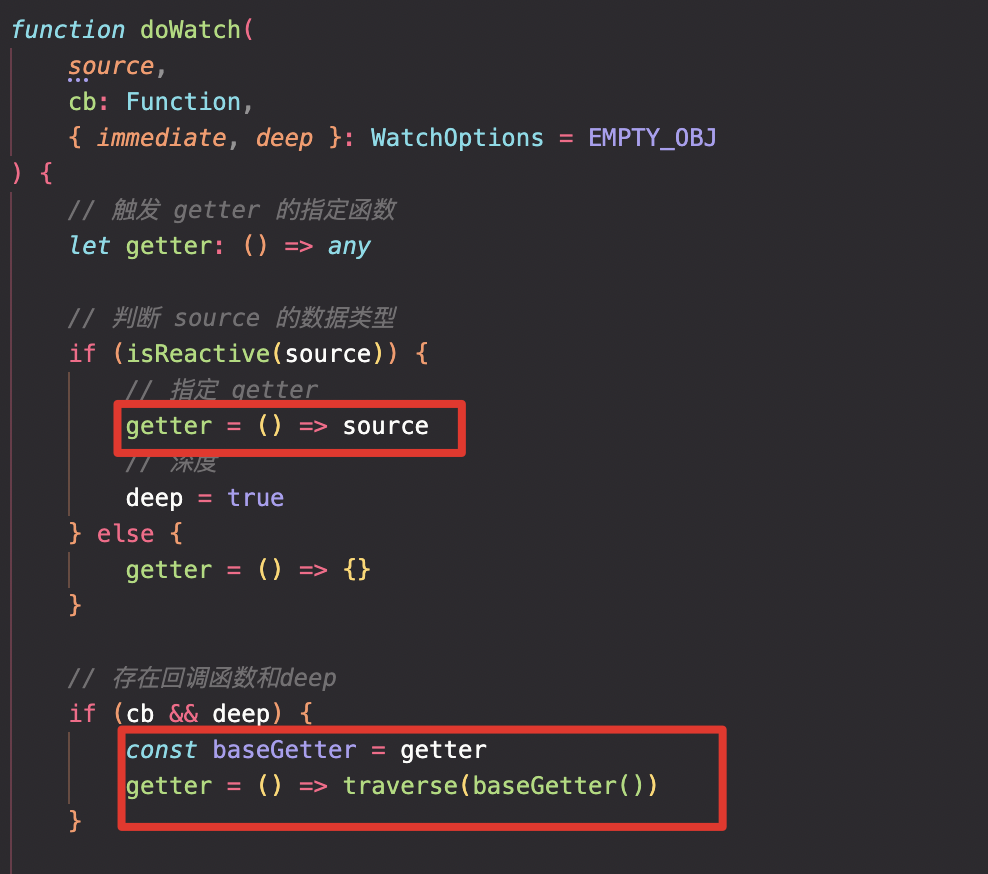 function doWatch(
source,
cb: Function,
{ immediate, deep }: WatchOptions = EMPTY_OBJ
) {
// 触发 getter 的指定函数
let getter: () => any
// 判断 source 的数据类型
if (isReactive(source)) {
// 指定 getter
getter = () => source
// 深度
deep = true
} else {
getter = () => {}
}
// 存在回调函数和deep
if (cb && deep) {
const baseGetter = getter
getter = () => traverse(baseGetter())
}